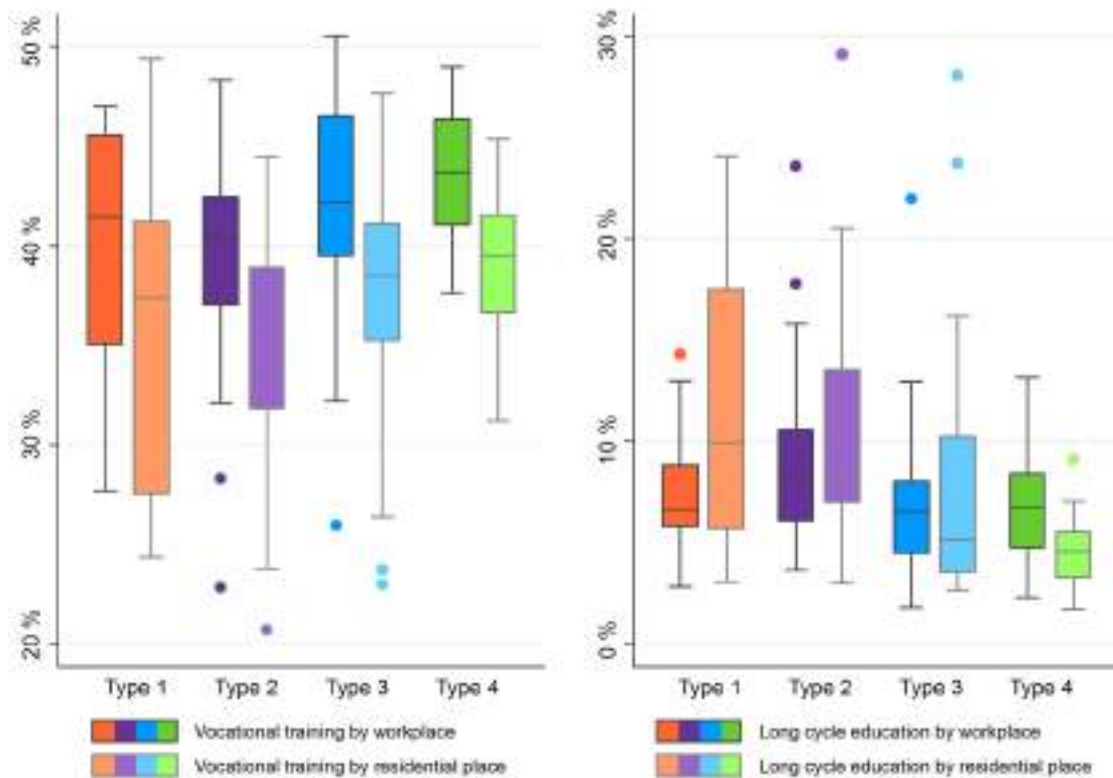 50 %
40 %
30 %
20 %
Type 1 Type 2 Type 3 Type 4
Vocational training by workplace
Vocational training by residential place
30 %
20 %
10 %
0 %
Type 1 Type 2 Type 3 Type 4
Long cycle education by workplace
Long cycle education by residential place